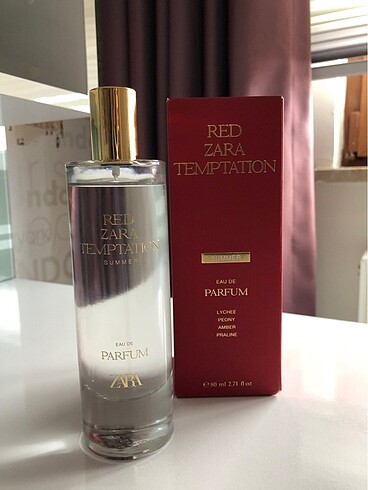 RED
ZARA
TEMPTATION
SUMMER
EAU DE
PARFUM
ZARA
RED
ZARA
TEMPTATION
SUMMER
EAU DE
PARFUM
LYCHEE
PEONY
AMBER
PRALINE
℮ 80 ml 2.71 fl oz